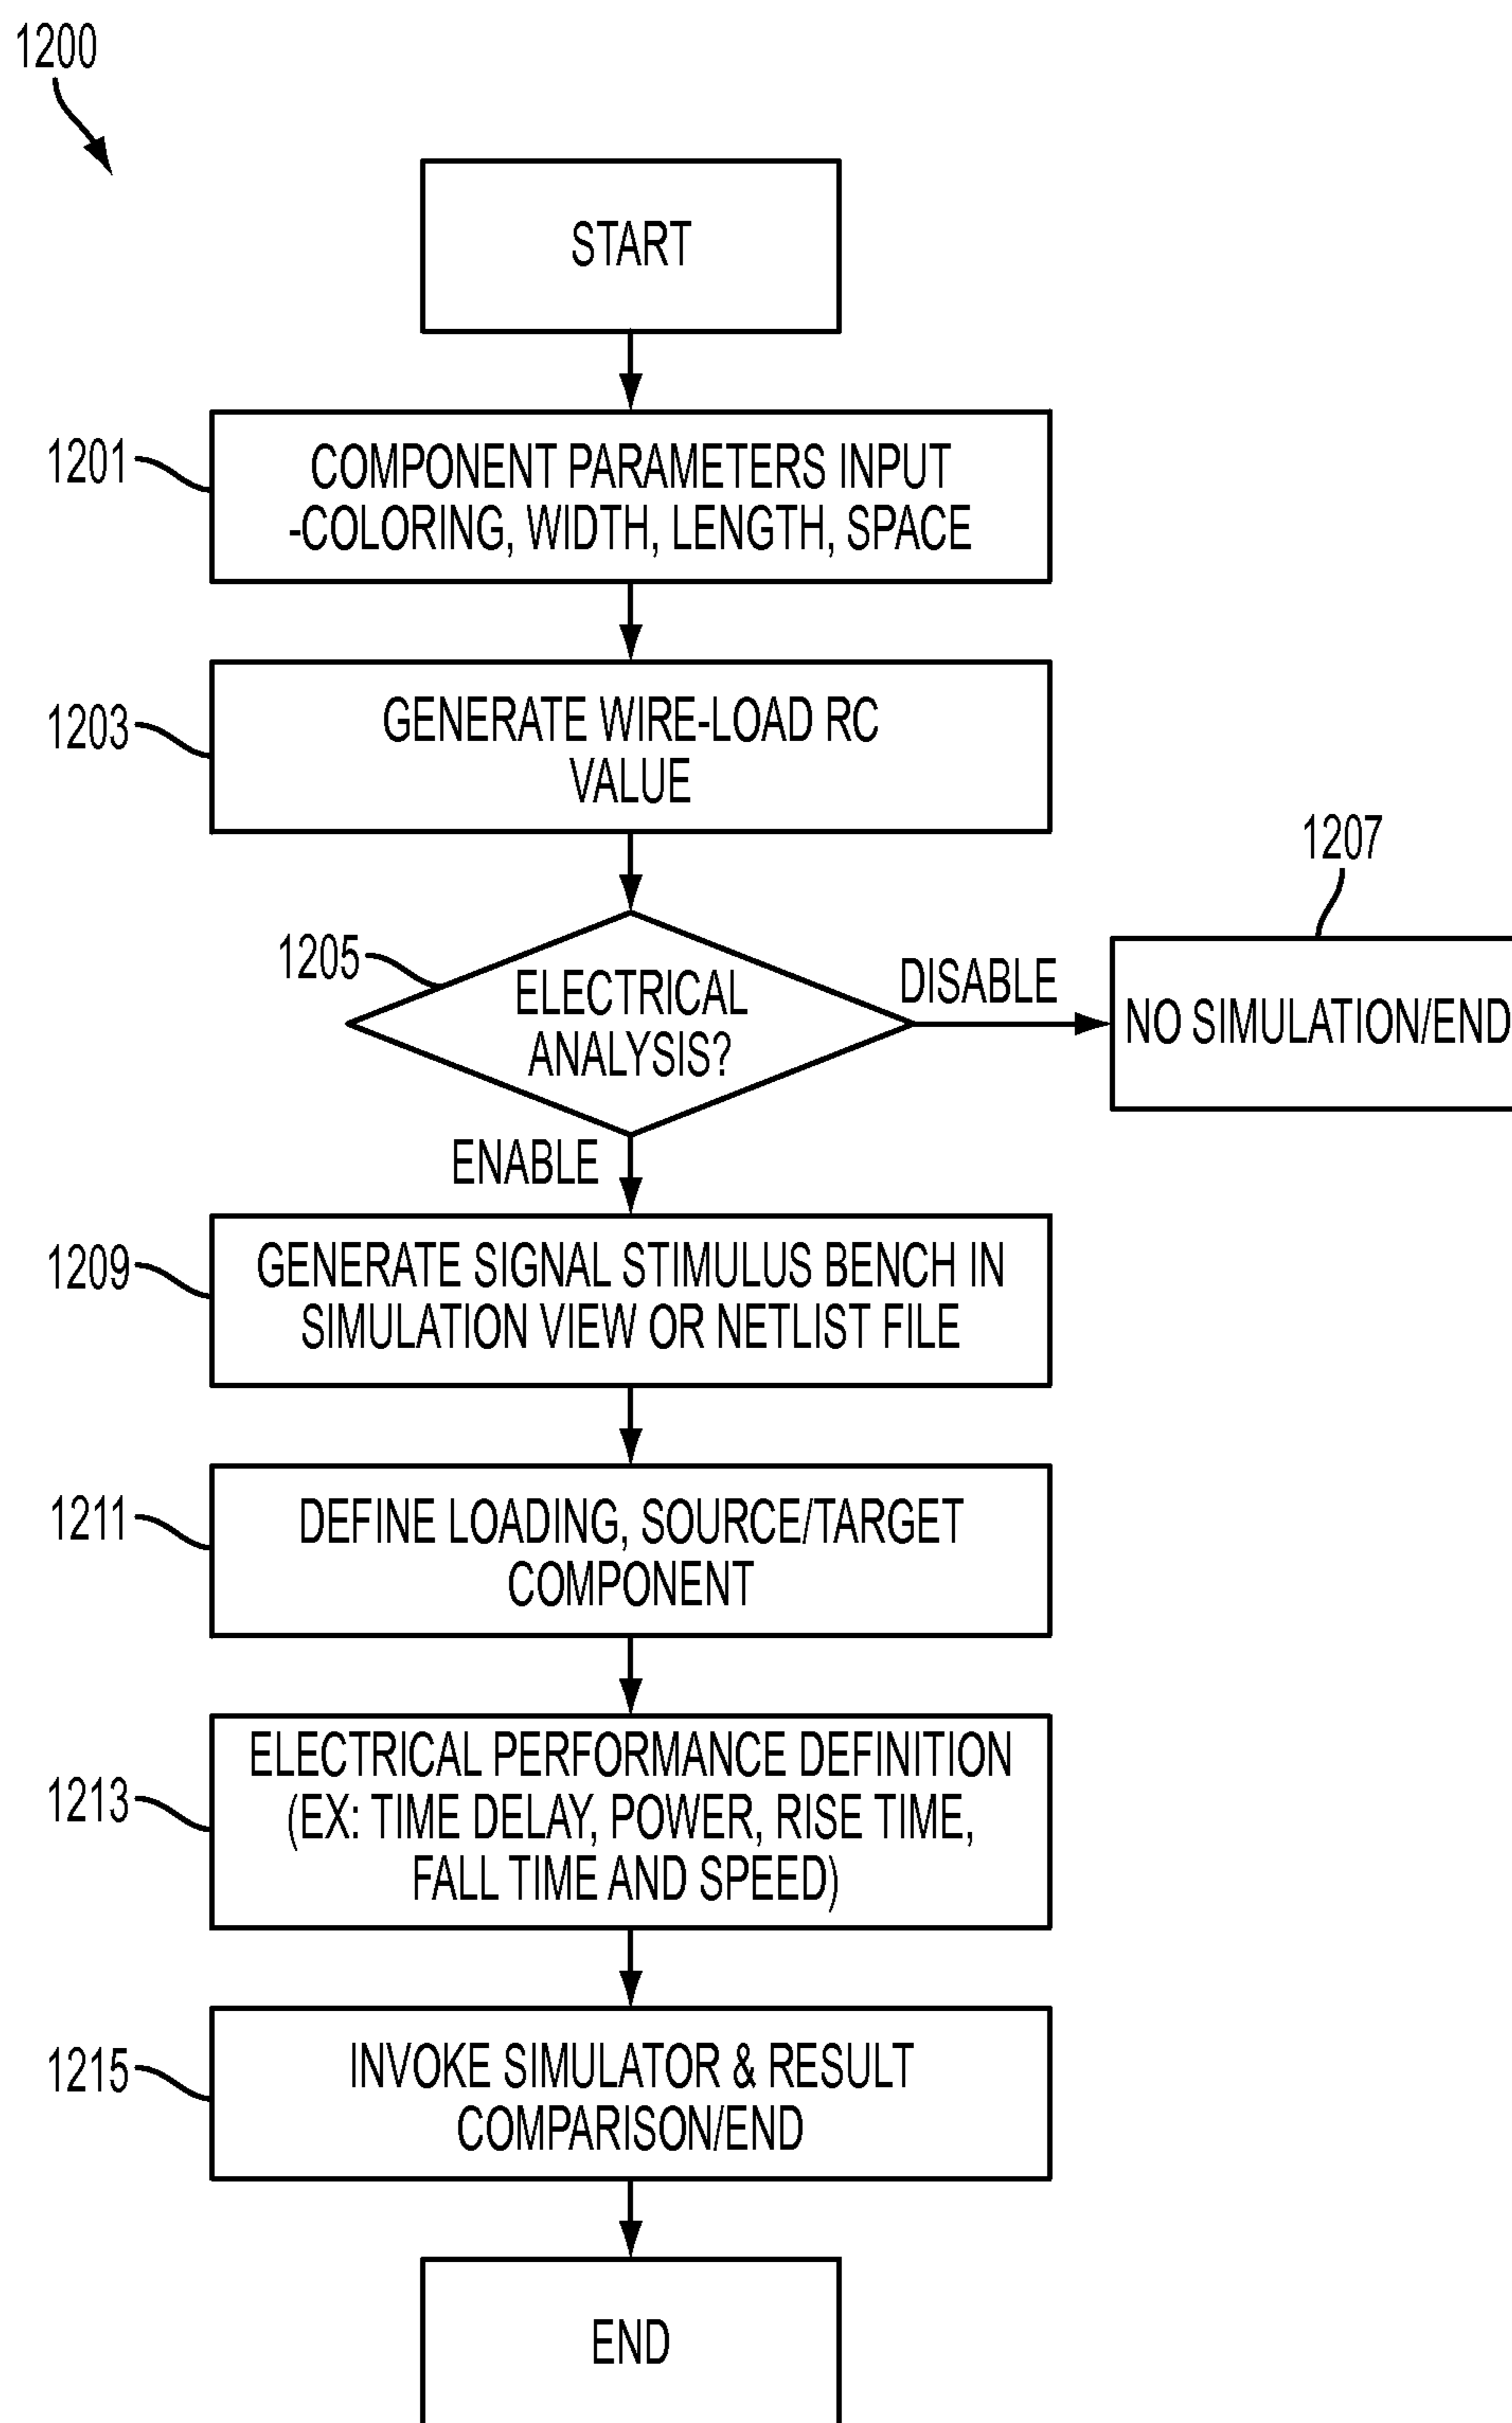 1200
START
1201
COMPONENT PARAMETERS INPUT
-COLORING, WIDTH, LENGTH, SPACE
1203
GENERATE WIRE-LOAD RC
VALUE
1207
1205
ELECTRICAL
ANALYSIS?
DISABLE
NO SIMULATION/END
ENABLE
1209
GENERATE SIGNAL STIMULUS BENCH IN
SIMULATION VIEW OR NETLIST FILE
1211
DEFINE LOADING, SOURCE/TARGET
COMPONENT
1213
ELECTRICAL PERFORMANCE DEFINITION
(EX: TIME DELAY, POWER, RISE TIME,
FALL TIME AND SPEED)
1215
INVOKE SIMULATOR & RESULT
COMPARISON/END
END